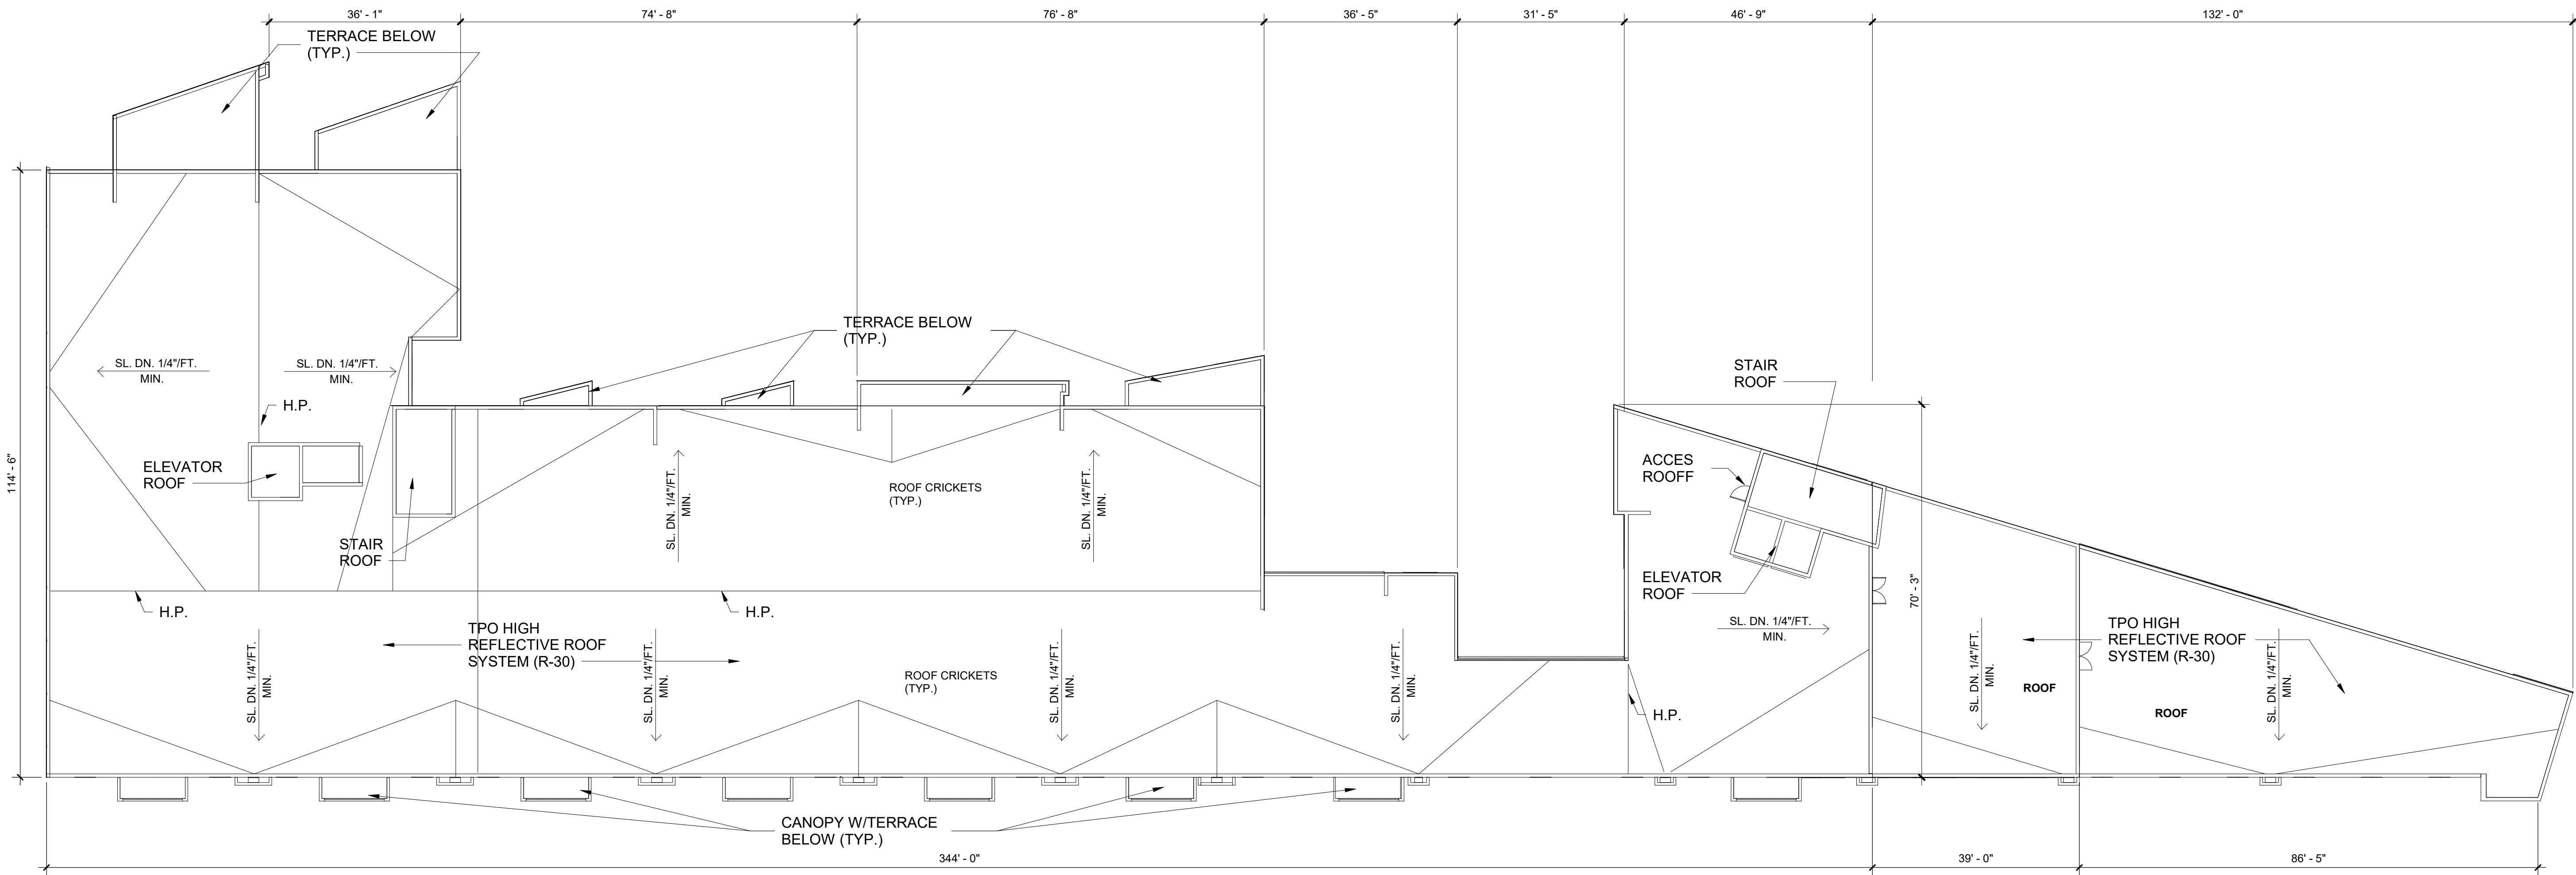 36' - 1"
74' - 8"
76' - 8"
36' - 5"
31' - 5"
46' - 9"
132' - 0"
TERRACE BELOW
(TYP.)
TERRACE BELOW
(TYP.)
SL. DN. 1/4"/FT.
MIN.
SL. DN. 1/4"/FT.
MIN.
H.P.
STAIR
ROOF
ACCES
ROOFF
ELEVATOR
ROOF
114' - 6"
SL. DN. 1/4"/FT.
MIN.
ROOF CRICKETS
(TYP.)
SL. DN. 1/4"/FT.
MIN.
STAIR
ROOF
ELEVATOR
ROOF
70' - 3"
H.P.
H.P.
TPO HIGH
REFLECTIVE ROOF
SYSTEM (R-30)
SL. DN. 1/4"/FT.
MIN.
TPO HIGH
REFLECTIVE ROOF
SYSTEM (R-30)
SL. DN. 1/4"/FT.
MIN.
SL. DN. 1/4"/FT.
MIN.
ROOF CRICKETS
(TYP.)
SL. DN. 1/4"/FT.
MIN.
SL. DN. 1/4"/FT.
MIN.
H.P.
SL. DN. 1/4"/FT.
MIN.
ROOF
ROOF
SL. DN. 1/4"/FT.
MIN.
CANOPY W/TERRACE
BELOW (TYP.)
344' - 0"
39' - 0"
86' - 5"